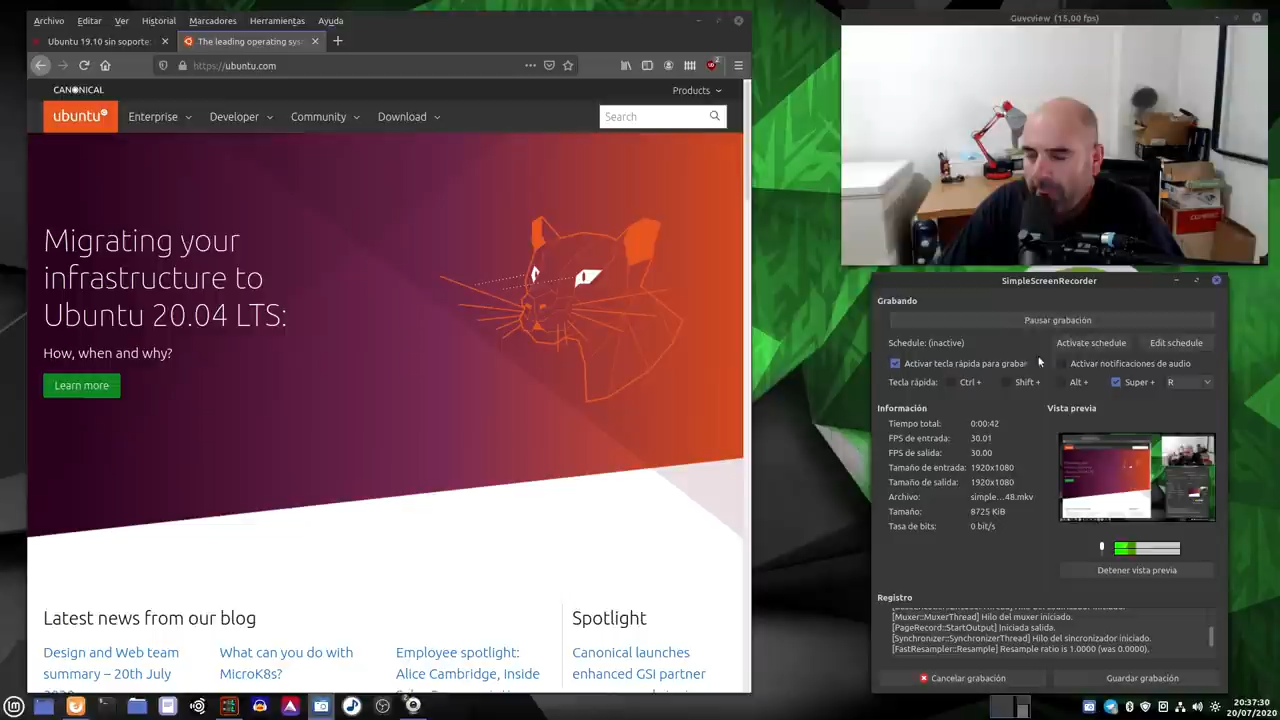 Archivo Editar Ver Historial Marcadores Herramientas Ayuda
Ubuntu 19.10 sin soporte:
The leading operating sys
https://ubuntu.com
CANONICAL
Products
ubuntu
Enterprise
Developer
Community
Download
Search
Migrating your
infrastructure to
Ubuntu 20.04 LTS:
How, when and why?
Learn more
Latest news from our blog
Spotlight
Design and Web team
summary – 20th July
What can you do with
MicroK8s?
Employee spotlight:
Alice Cambridge, Inside
Canonical launches
enhanced GSI partner
Guvcview (15,00 fps)
SimpleScreenRecorder
Grabando
Pausar grabación
Schedule: (inactive)
Activate schedule
Edit schedule
Activar tecla rápida para grabar
Activar notificaciones de audio
Tecla rápida:
Ctrl +
Shift +
Alt +
Super +
R
Información
Vista previa
Tiempo total: 0:00:42
FPS de entrada: 30.01
FPS de salida: 30.00
Tamaño de entrada: 1920x1080
Tamaño de salida: 1920x1080
Archivo: simple...48.mkv
Tamaño: 8725 KiB
Tasa de bits: 0 bit/s
Detener vista previa
Registro
[Muxer::MuxerThread] Hilo del muxer iniciado.
[PageRecord::StartOutput] Iniciada salida.
[Synchronizer::SynchronizerThread] Hilo del sincronizador iniciado.
[FastResampler::Resample] Resample ratio is 1.0000 (was 0.0000).
Cancelar grabación
Guardar grabación
20:37:30
20/07/2020